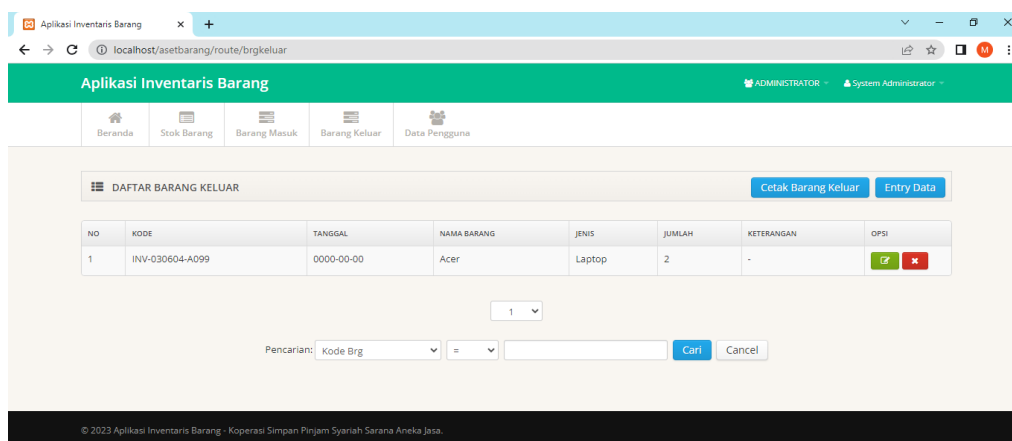 Aplikasi Inventaris Barang
localhost/asetbarang/route/brgkeluar
M
Aplikasi Inventaris Barang
ADMINISTRATOR
System Administrator
Beranda
Stok Barang
Barang Masuk
Barang Keluar
Data Pengguna
DAFTAR BARANG KELUAR
Cetak Barang Keluar
Entry Data
NO KODE TANGGAL NAMA BARANG JENIS JUMLAH KETERANGAN OPSI
1 INV-030604-A099 0000-00-00 Acer Laptop 2 -
1
Pencarian: Kode Brg = Cari Cancel
© 2023 Aplikasi Inventaris Barang - Koperasi Simpan Pinjam Syariah Sarana Aneka Jasa.